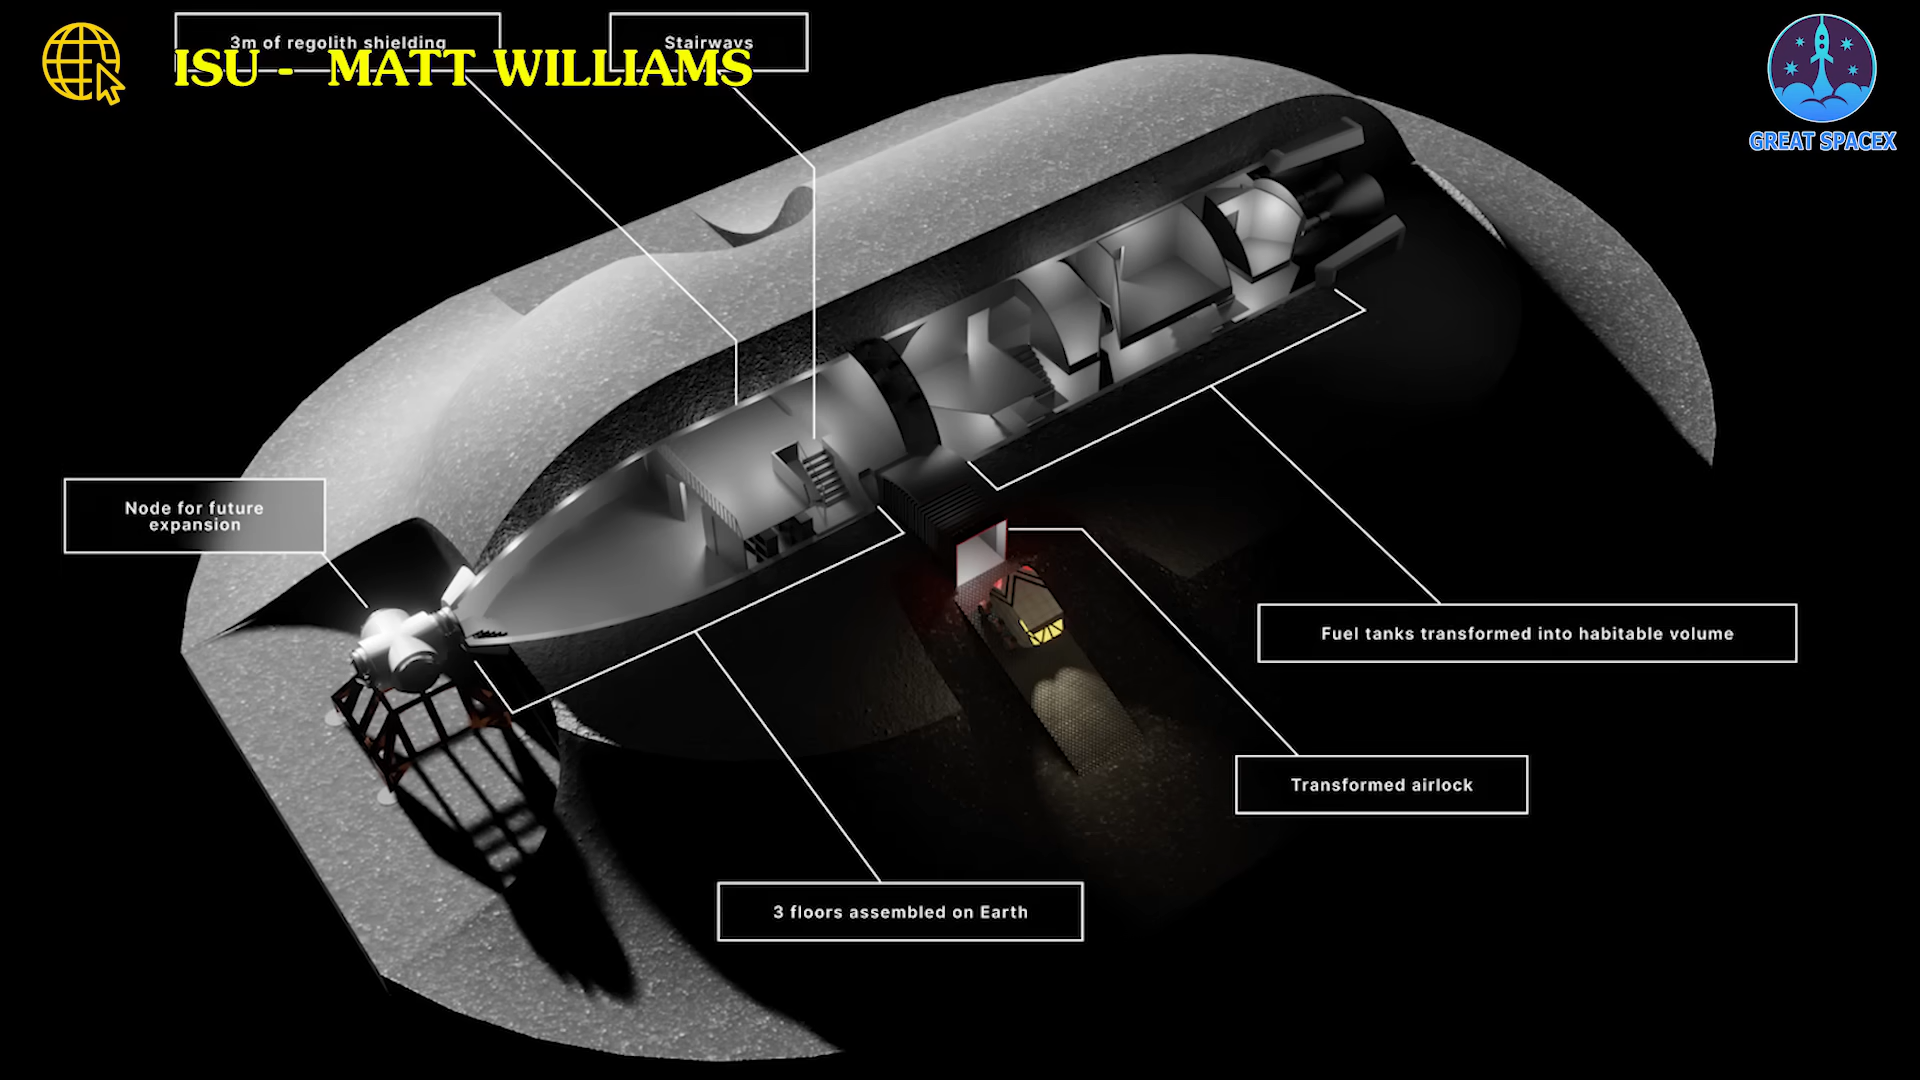 3m of regolith shielding
Stairways
ISU - MATT WILLIAMS
GREAT SPACEX
Node for future
expansion
Fuel tanks transformed into habitable volume
Transformed airlock
3 floors assembled on Earth